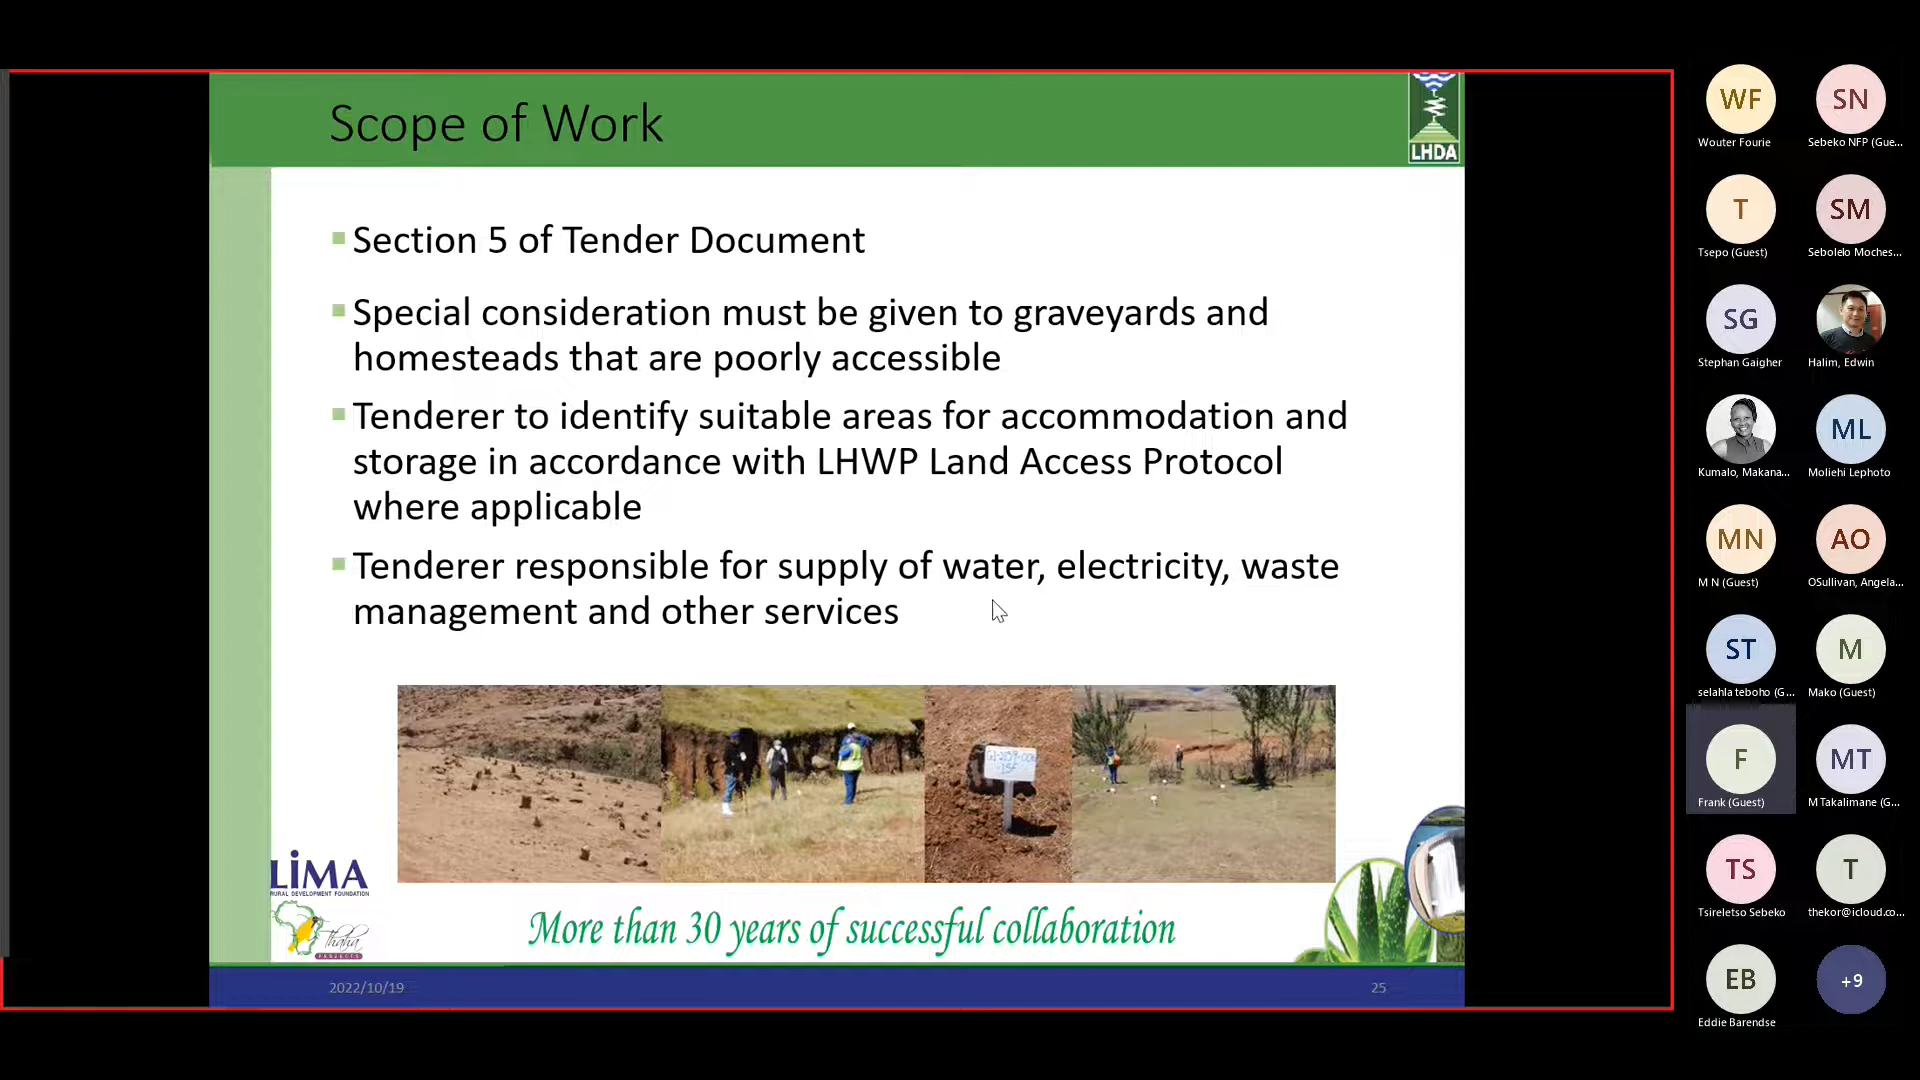 Scope of Work
LHDA
Section 5 of Tender Document
Special consideration must be given to graveyards and
homesteads that are poorly accessible
Tenderer to identify suitable areas for accommodation and
storage in accordance with LHWP Land Access Protocol
where applicable
Tenderer responsible for supply of water, electricity, waste
management and other services
LiMA
RURAL DEVELOPMENT FOUNDATION
Thaha
PROJECTS
More than 30 years of successful collaboration
2022/10/19
25
WF
Wouter Fourie
SN
Sebeko NFP (Gue...
T
Tsepo (Guest)
SM
Sebolelo Moches...
SG
Stephan Gaigher
Halim, Edwin
Kumalo, Makana...
ML
Moliehi Lephoto
MN
M N (Guest)
AO
OSullivan, Angela...
ST
selahla teboho (G...
M
Mako (Guest)
F
Frank (Guest)
MT
M Takalimane (G...
TS
Tsireletso Sebeko
T
thekor@icloud.co...
EB
Eddie Barendse
+9